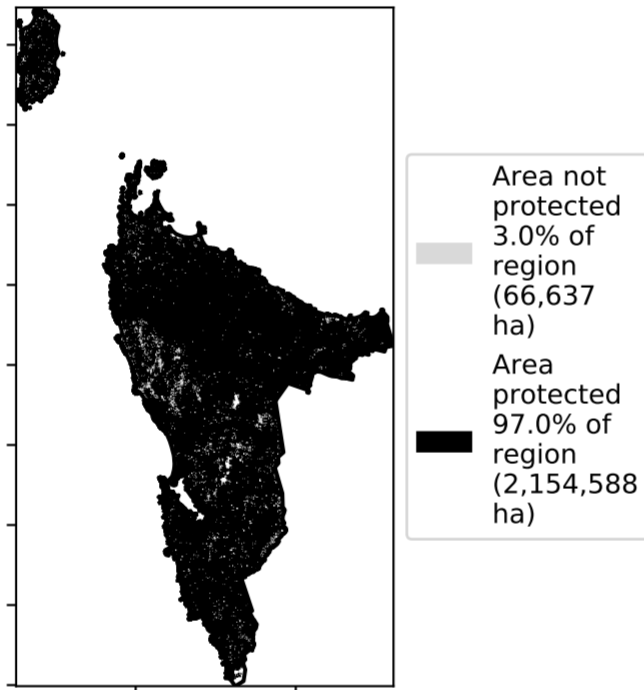 Area not
protected
3.0% of
region
(66,637
ha)
Area
protected
97.0% of
region
(2,154,588
ha)